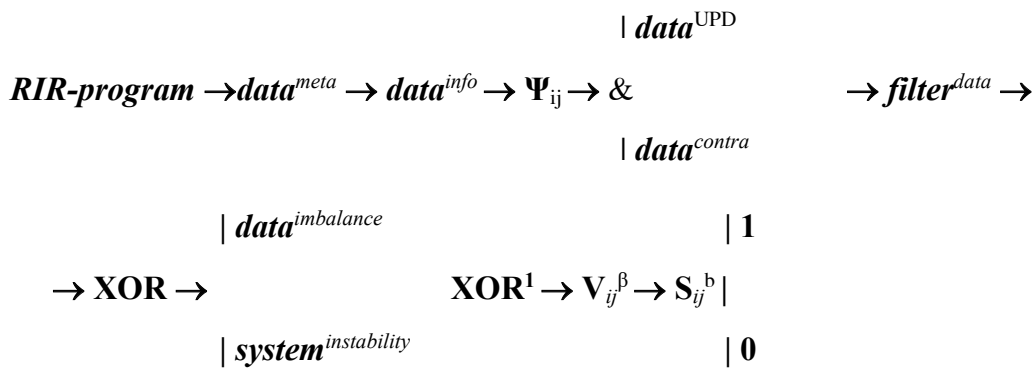 | data^UPD
RIR-program → data^meta → data^info → Ψ_ij → & → filter^data →
| data^contra
| data^imbalance | 1
→ XOR → XOR^1 → V_ij^β → S_ij^b |
| system^instability | 0